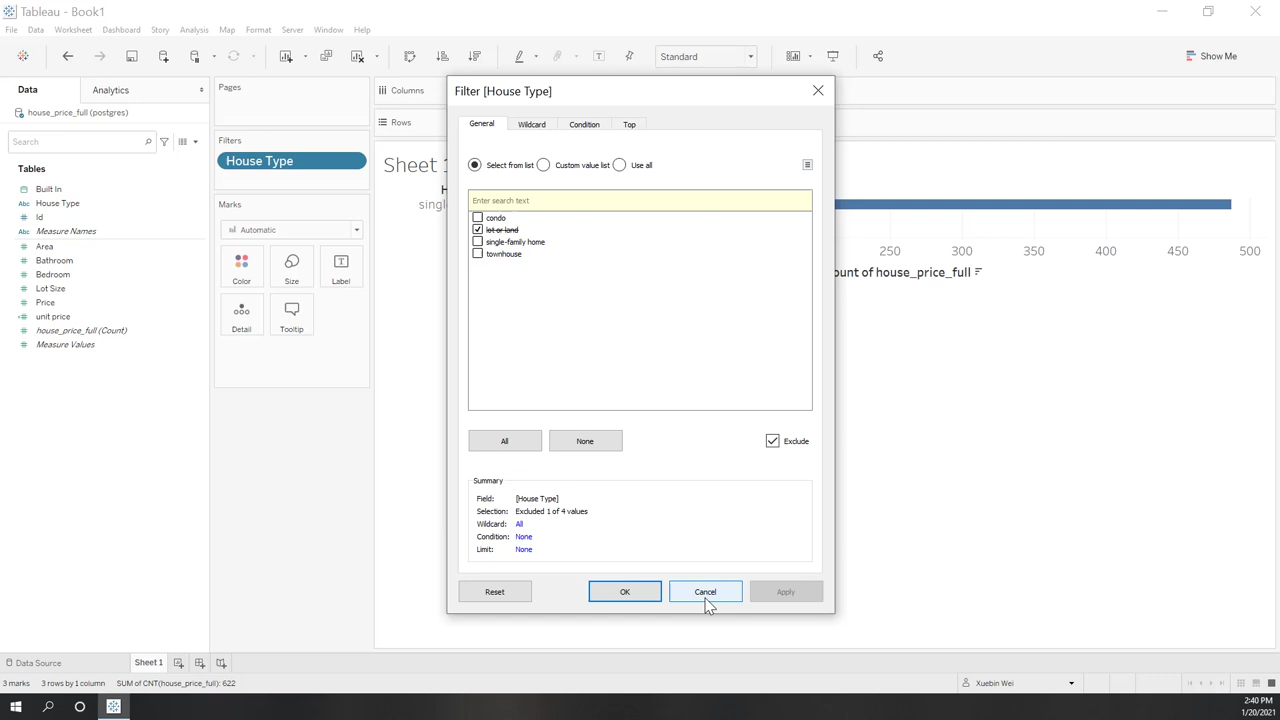 Tableau - Book1
File Data Worksheet Dashboard Story Analysis Map Format Server Window Help
Standard
Show Me
Data
Analytics
house_price_full (postgres)
Search
Tables
Built In
Abc House Type
Id
Abc Measure Names
Area
Bathroom
Bedroom
Lot Size
Price
unit price
house_price_full (Count)
Measure Values
Pages
Filters
House Type
Marks
Automatic
Color
Size
Label
Detail
Tooltip
Columns
Rows
Sheet 1
H
singl
250 300 350 400 450 500
ount of house_price_full
Filter [House Type]
General
Wildcard
Condition
Top
Select from list
Custom value list
Use all
Enter search text
condo
lot or land
single-family home
townhouse
All
None
Exclude
Summary
Field: [House Type]
Selection: Excluded 1 of 4 values
Wildcard: All
Condition: None
Limit: None
Reset
OK
Cancel
Apply
Data Source
Sheet 1
3 marks 3 rows by 1 column SUM of CNT(house_price_full): 622
Xuebin Wei
2:40 PM
1/20/2021